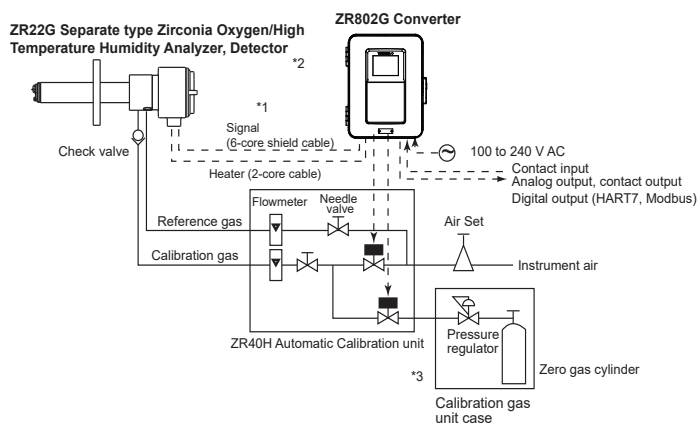 ZR22G Separate type Zirconia Oxygen/High
Temperature Humidity Analyzer, Detector
*2
ZR802G Converter
*1
Signal
(6-core shield cable)
Check valve
Heater (2-core cable)
100 to 240 V AC
Contact input
Analog output, contact output
Digital output (HART7, Modbus)
Flowmeter
Needle
valve
Reference gas
Air Set
Calibration gas
Instrument air
ZR40H Automatic Calibration unit
Pressure
regulator
*3
Zero gas cylinder
Calibration gas
unit case